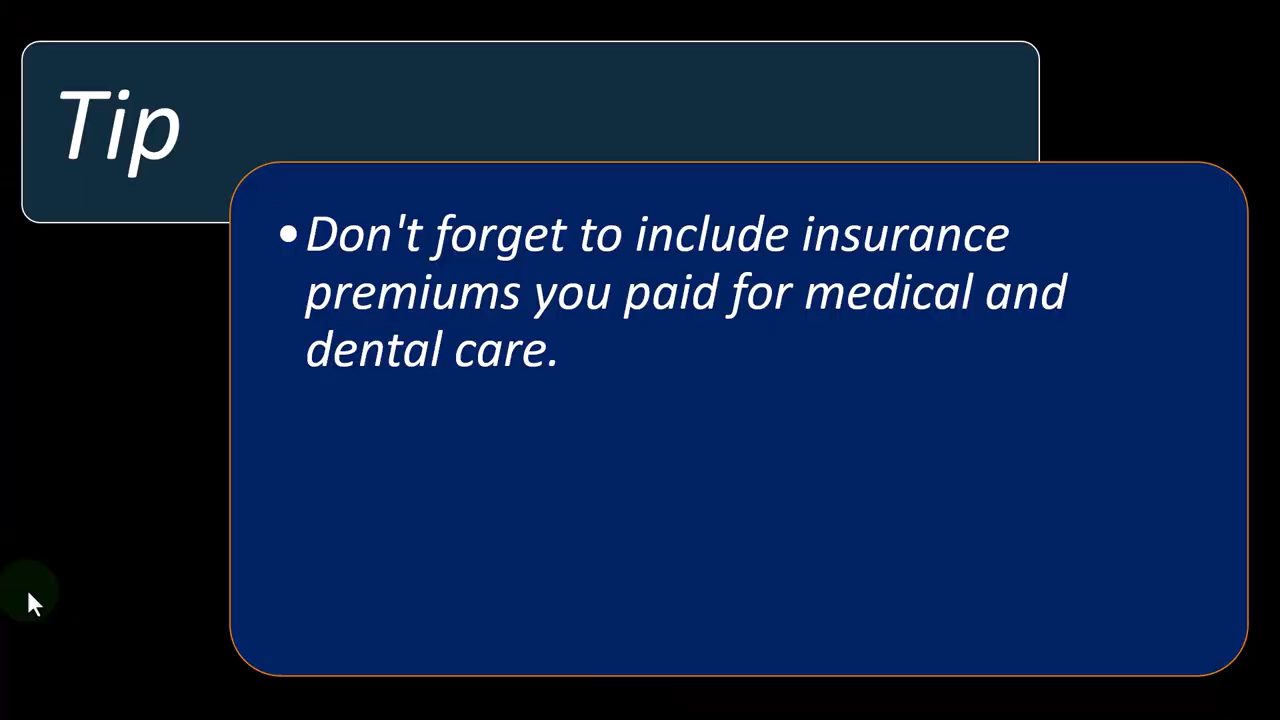 Tip
•Don't forget to include insurance
premiums you paid for medical and
dental care.